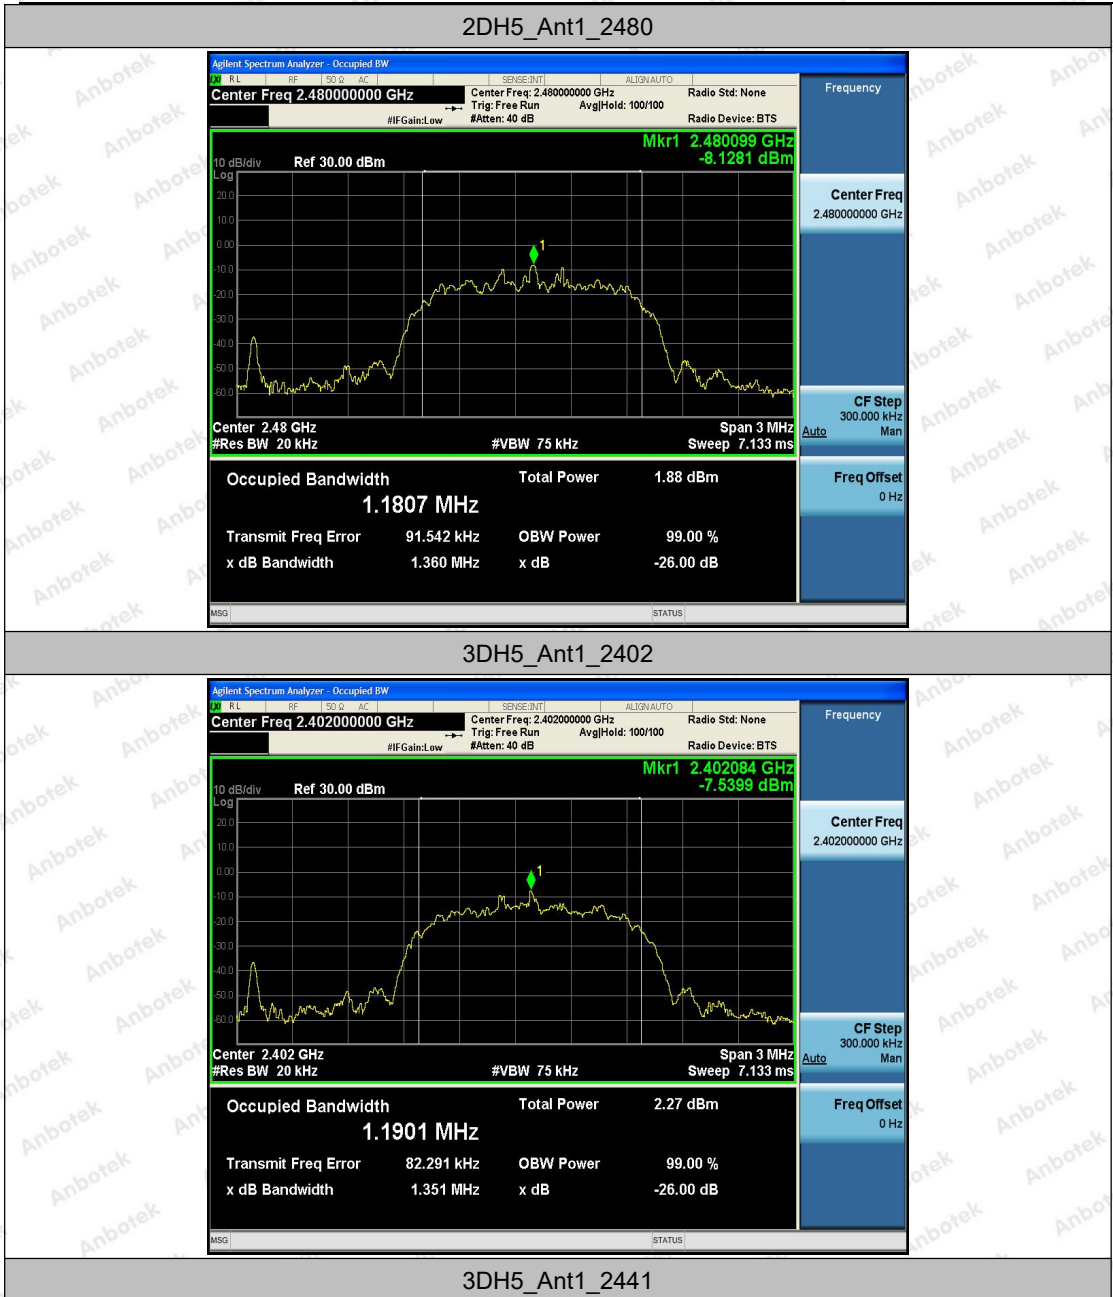 2DH5_Ant1_2480
Agilent Spectrum Analyzer - Occupied BW
LXI RL RF 50 Ω AC SENSE:INT ALIGNAUTO
Center Freq 2.480000000 GHz
Center Freq: 2.480000000 GHz Radio Std: None
Trig: Free Run Avg|Hold: 100/100
#IFGain:Low #Atten: 40 dB Radio Device: BTS
Mkr1 2.480099 GHz
-8.1281 dBm
10 dB/div Ref 30.00 dBm
Log
20.0
10.0
0.00
-10.0
-20.0
-30.0
-40.0
-50.0
-60.0
1
Center 2.48 GHz Span 3 MHz
#Res BW 20 kHz #VBW 75 kHz Sweep 7.133 ms
Occupied Bandwidth Total Power 1.88 dBm
1.1807 MHz
Transmit Freq Error 91.542 kHz OBW Power 99.00 %
x dB Bandwidth 1.360 MHz x dB -26.00 dB
MSG STATUS
Frequency
Center Freq
2.480000000 GHz
CF Step
300.000 kHz
Auto Man
Freq Offset
0 Hz
3DH5_Ant1_2402
Agilent Spectrum Analyzer - Occupied BW
LXI RL RF 50 Ω AC SENSE:INT ALIGNAUTO
Center Freq 2.402000000 GHz
Center Freq: 2.402000000 GHz Radio Std: None
Trig: Free Run Avg|Hold: 100/100
#IFGain:Low #Atten: 40 dB Radio Device: BTS
Mkr1 2.402084 GHz
-7.5399 dBm
10 dB/div Ref 30.00 dBm
Log
20.0
10.0
0.00
-10.0
-20.0
-30.0
-40.0
-50.0
-60.0
1
Center 2.402 GHz Span 3 MHz
#Res BW 20 kHz #VBW 75 kHz Sweep 7.133 ms
Occupied Bandwidth Total Power 2.27 dBm
1.1901 MHz
Transmit Freq Error 82.291 kHz OBW Power 99.00 %
x dB Bandwidth 1.351 MHz x dB -26.00 dB
MSG STATUS
Frequency
Center Freq
2.402000000 GHz
CF Step
300.000 kHz
Auto Man
Freq Offset
0 Hz
3DH5_Ant1_2441
Anbotek